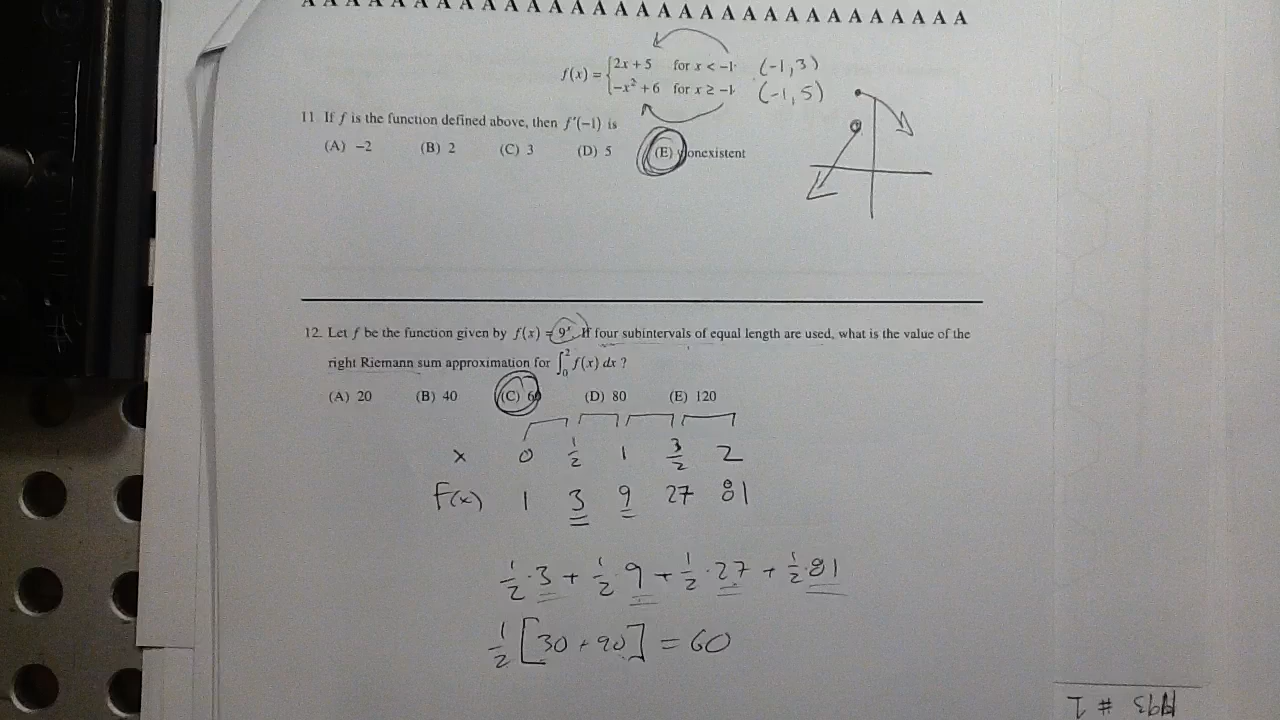 A A A A A A A A A A A A A A A A A A A A A A A A A A A A A A A
f(x) = { 2x + 5 for x < -1 (-1, 3)
-x² + 6 for x ≥ -1 (-1, 5)
11 If f is the function defined above, then f'(-1) is
(A) -2 (B) 2 (C) 3 (D) 5 (E) nonexistent
12. Let f be the function given by f(x) = 9ˣ. If four subintervals of equal length are used, what is the value of the
right Riemann sum approximation for ∫₀² f(x) dx ?
(A) 20 (B) 40 (C) 60 (D) 80 (E) 120
x 0 1/2 1 3/2 2
F(x) 1 3 9 27 81
1/2 · 3 + 1/2 · 9 + 1/2 · 27 + 1/2 · 81
1/2 [30 + 90] = 60
1993 # 1